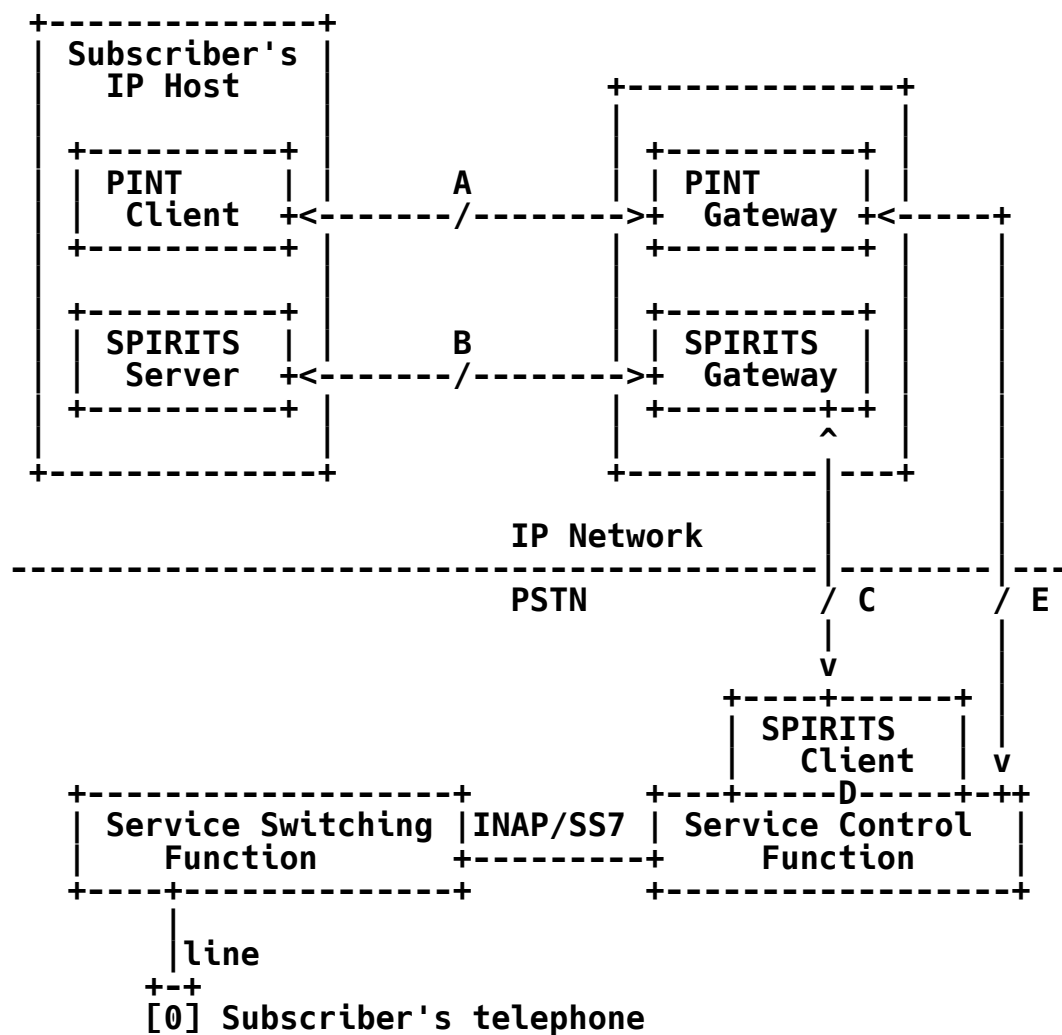 Subscriber's
IP Host
PINT A PINT
Client Gateway
SPIRITS B SPIRITS
Server Gateway
IP Network
PSTN / C / E
SPIRITS
Client
D
Service Switching INAP/SS7 Service Control
Function Function
line
[0] Subscriber's telephone